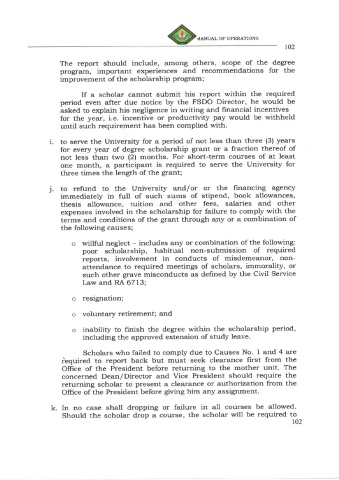 MANUAL OF OPERATIONS
102
The report should include, among others, scope of the degree
program, important experiences and recommendations for the
improvement of the scholarship program;
If a scholar cannot submit his report within the required
period even after due notice by the FSDO Director, he would be
asked to explain his negligence in writing and financial incentives
for the year, i.e. incentive or productivity pay would be withheld
until such requirement has been complied with.
i. to serve the University for a period of not less than three (3) years
for every year of degree scholarship grant or a fraction thereof of
not less than two (2) months. For short-term courses of at least
one month, a participant is required to serve the University for
three times the length of the grant;
j. to refund to the University and/or or the financing agency
immediately in full of such sums of stipend, book allowances,
thesis allowance, tuition and other fees, salaries and other
expenses involved in the scholarship for failure to comply with the
terms and conditions of the grant through any or a combination of
the following causes;
o willful neglect – includes any or combination of the following:
poor scholarship, habitual non-submission of required
reports, involvement in conducts of misdemeanor, non-
attendance to required meetings of scholars, immorality, or
such other grave misconducts as defined by the Civil Service
Law and RA 6713;
o resignation;
o voluntary retirement; and
o inability to finish the degree within the scholarship period,
including the approved extension of study leave.
Scholars who failed to comply due to Causes No. 1 and 4 are
required to report back but must seek clearance first from the
Office of the President before returning to the mother unit. The
concerned Dean/Director and Vice President should require the
returning scholar to present a clearance or authorization from the
Office of the President before giving him any assignment.
k. In no case shall dropping or failure in all courses be allowed.
Should the scholar drop a course, the scholar will be required to
102